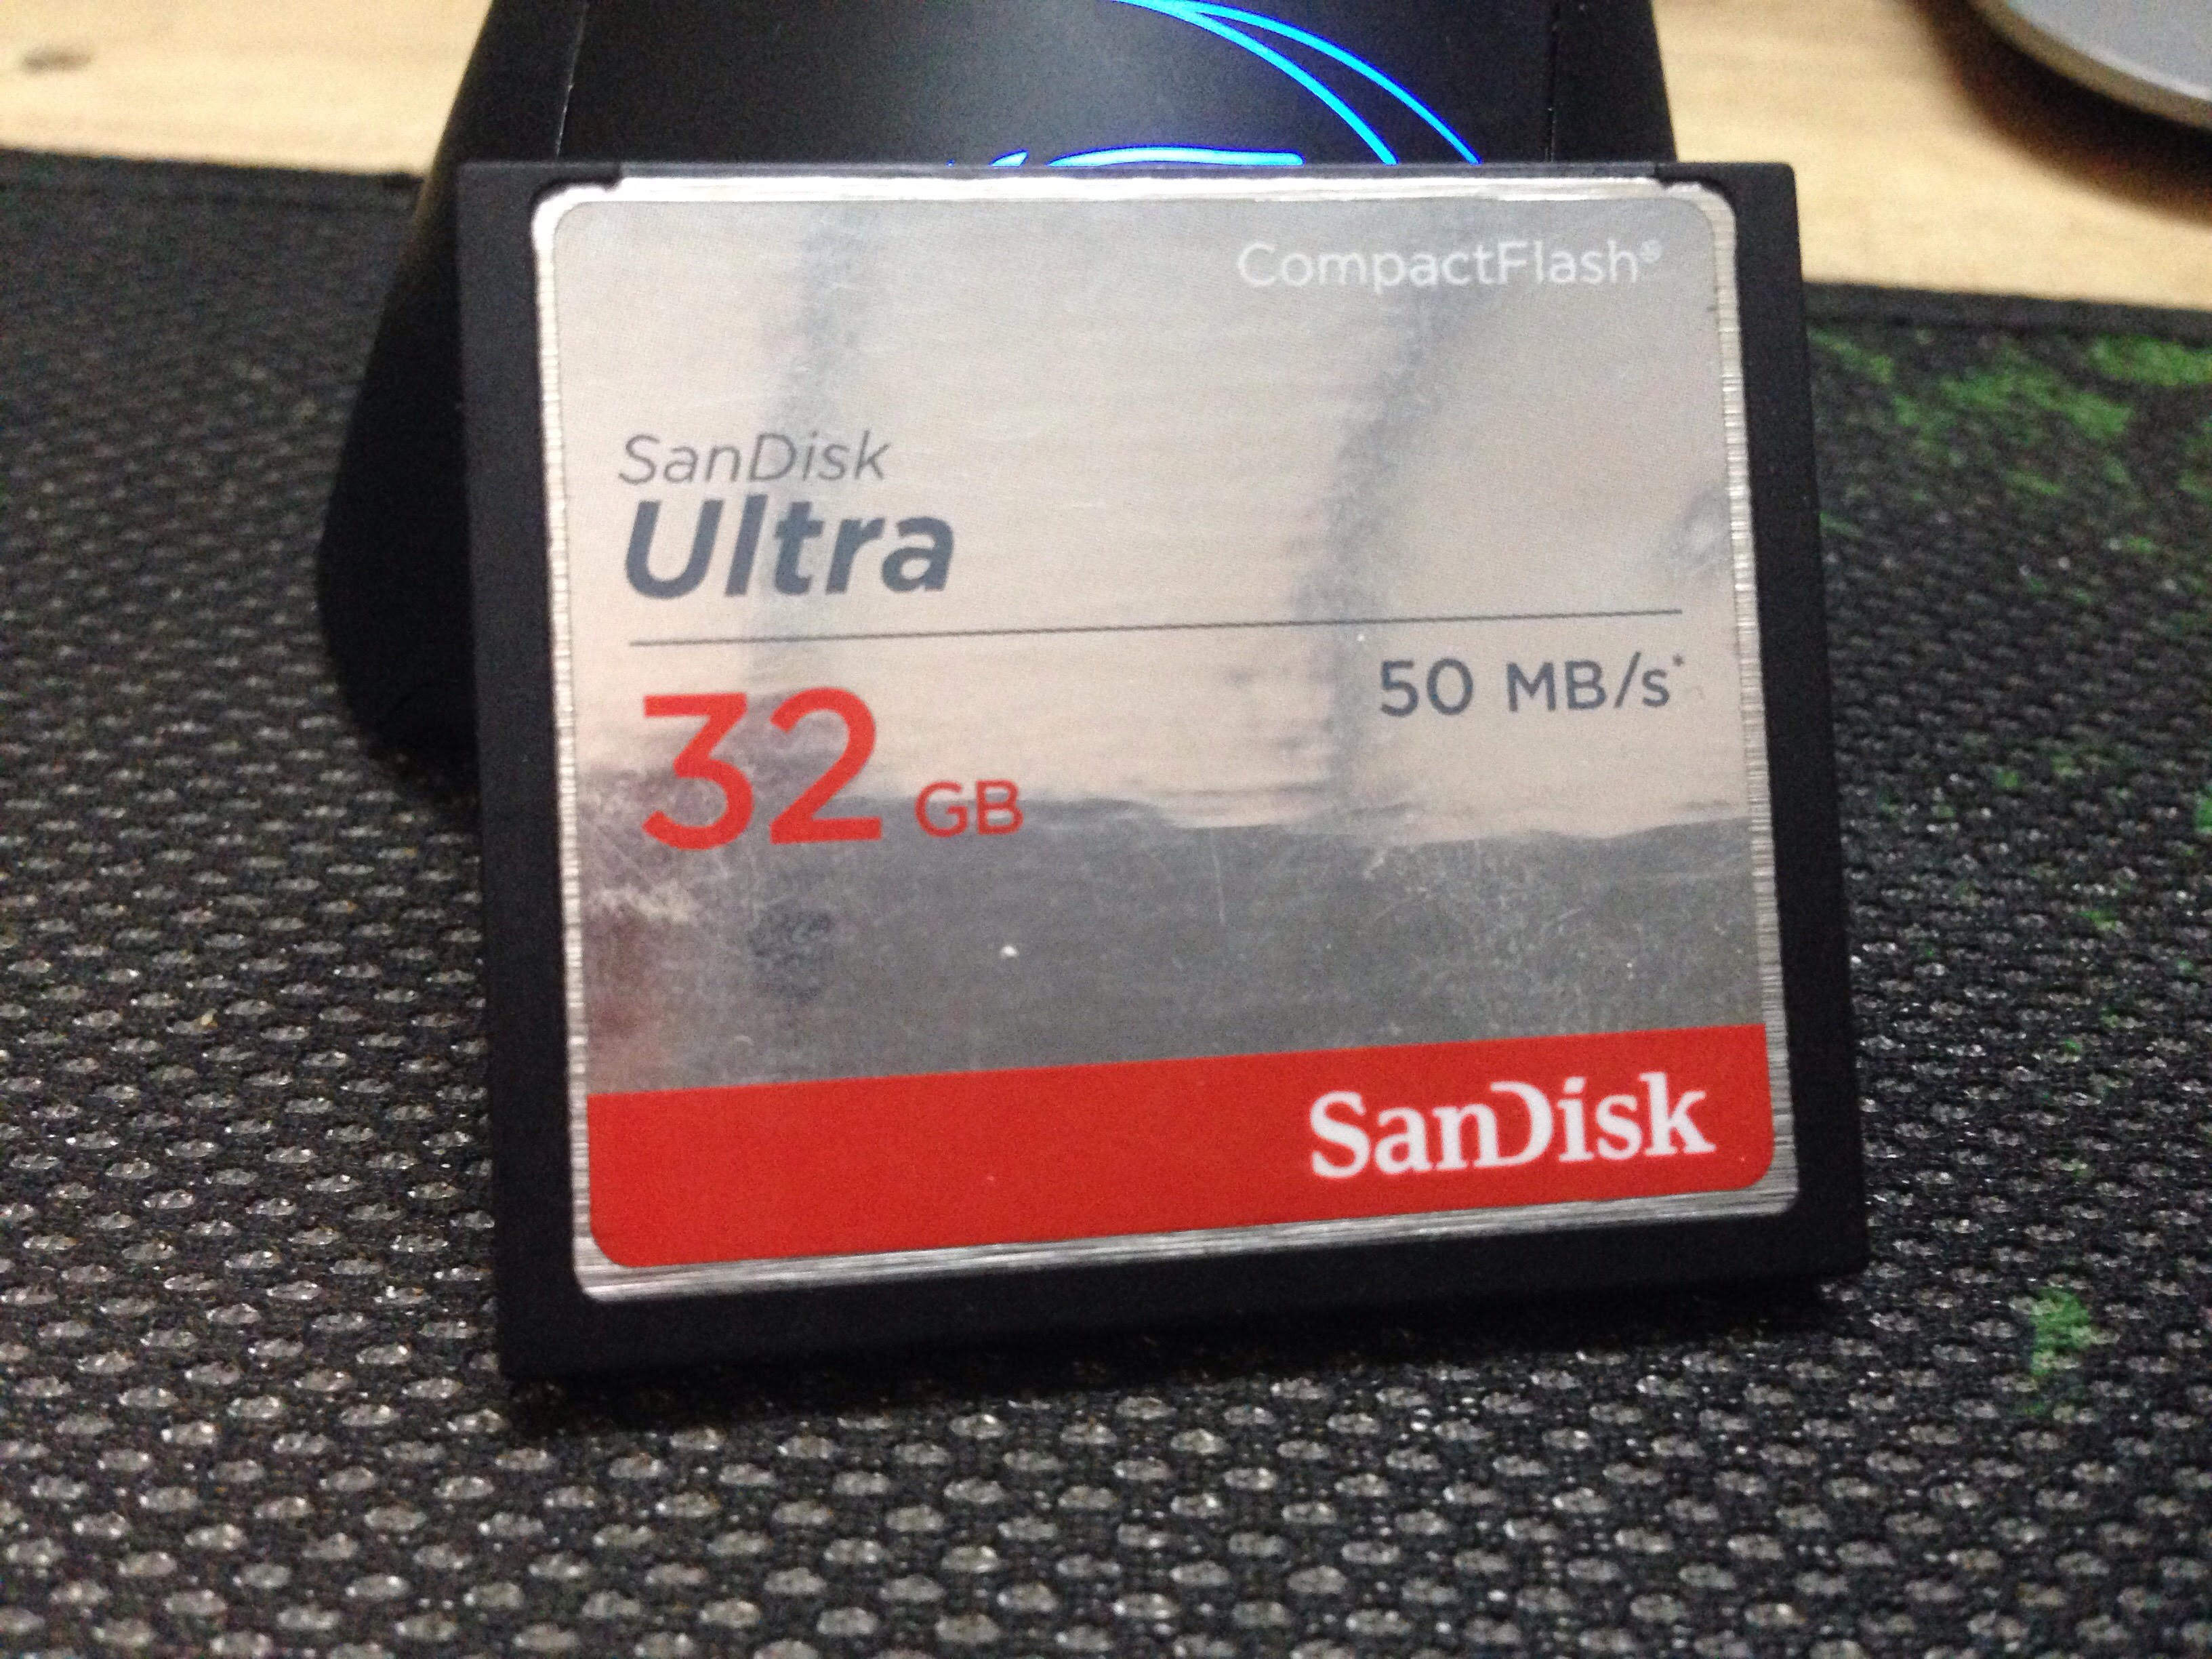 CompactFlash®
SanDisk
Ultra
50 MB/s*
32 GB
SanDisk